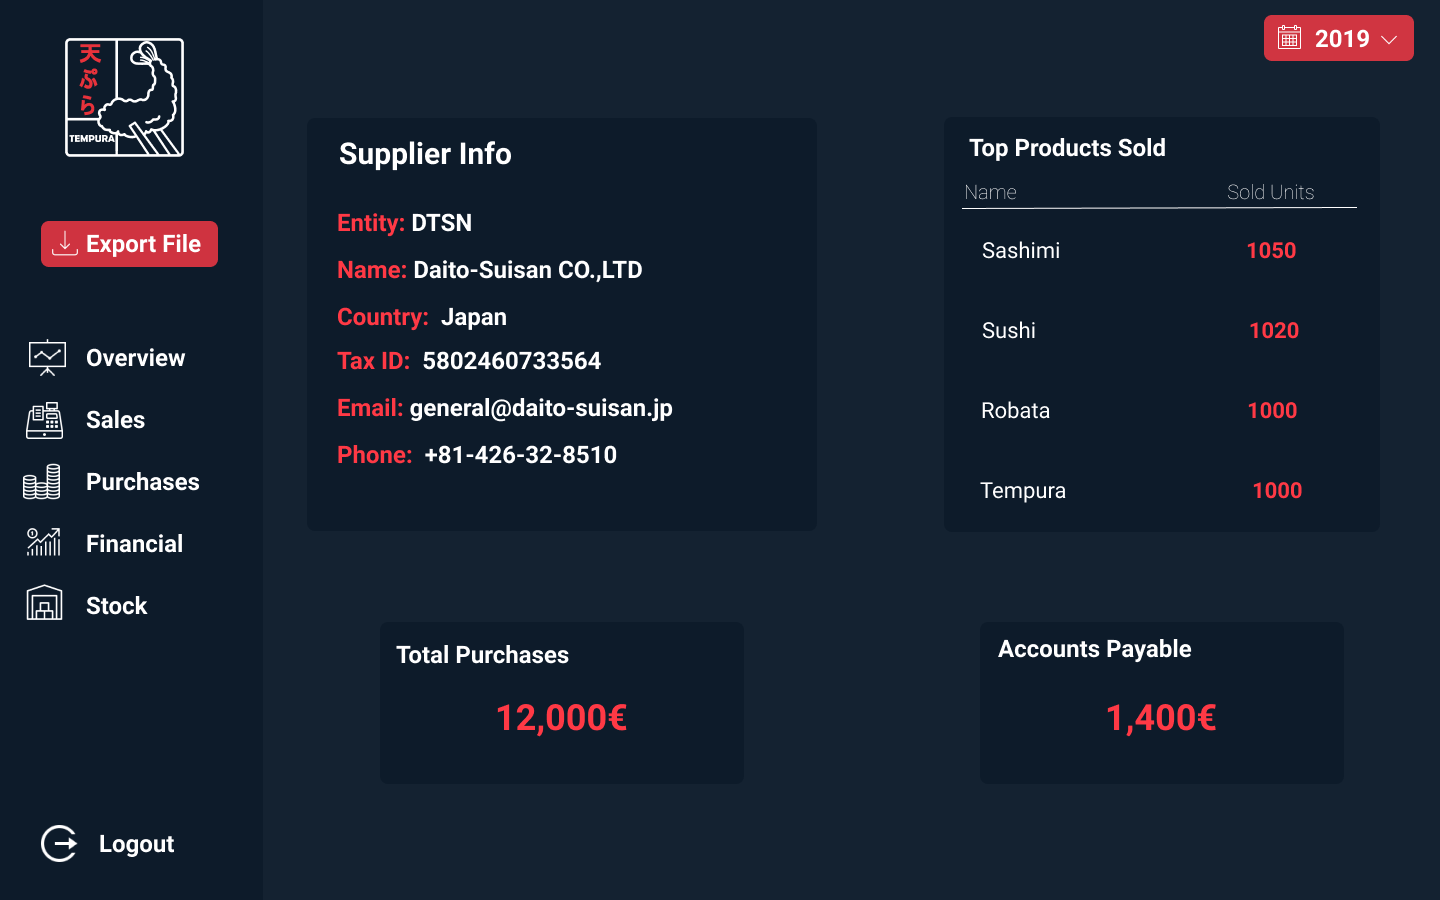 天ぷら
TEMPURA
Export File
Overview
Sales
Purchases
Financial
Stock
Logout
2019
Supplier Info
Entity: DTSN
Name: Daito-Suisan CO.,LTD
Country: Japan
Tax ID: 5802460733564
Email: general@daito-suisan.jp
Phone: +81-426-32-8510
Top Products Sold
Name Sold Units
Sashimi 1050
Sushi 1020
Robata 1000
Tempura 1000
Total Purchases
12,000€
Accounts Payable
1,400€